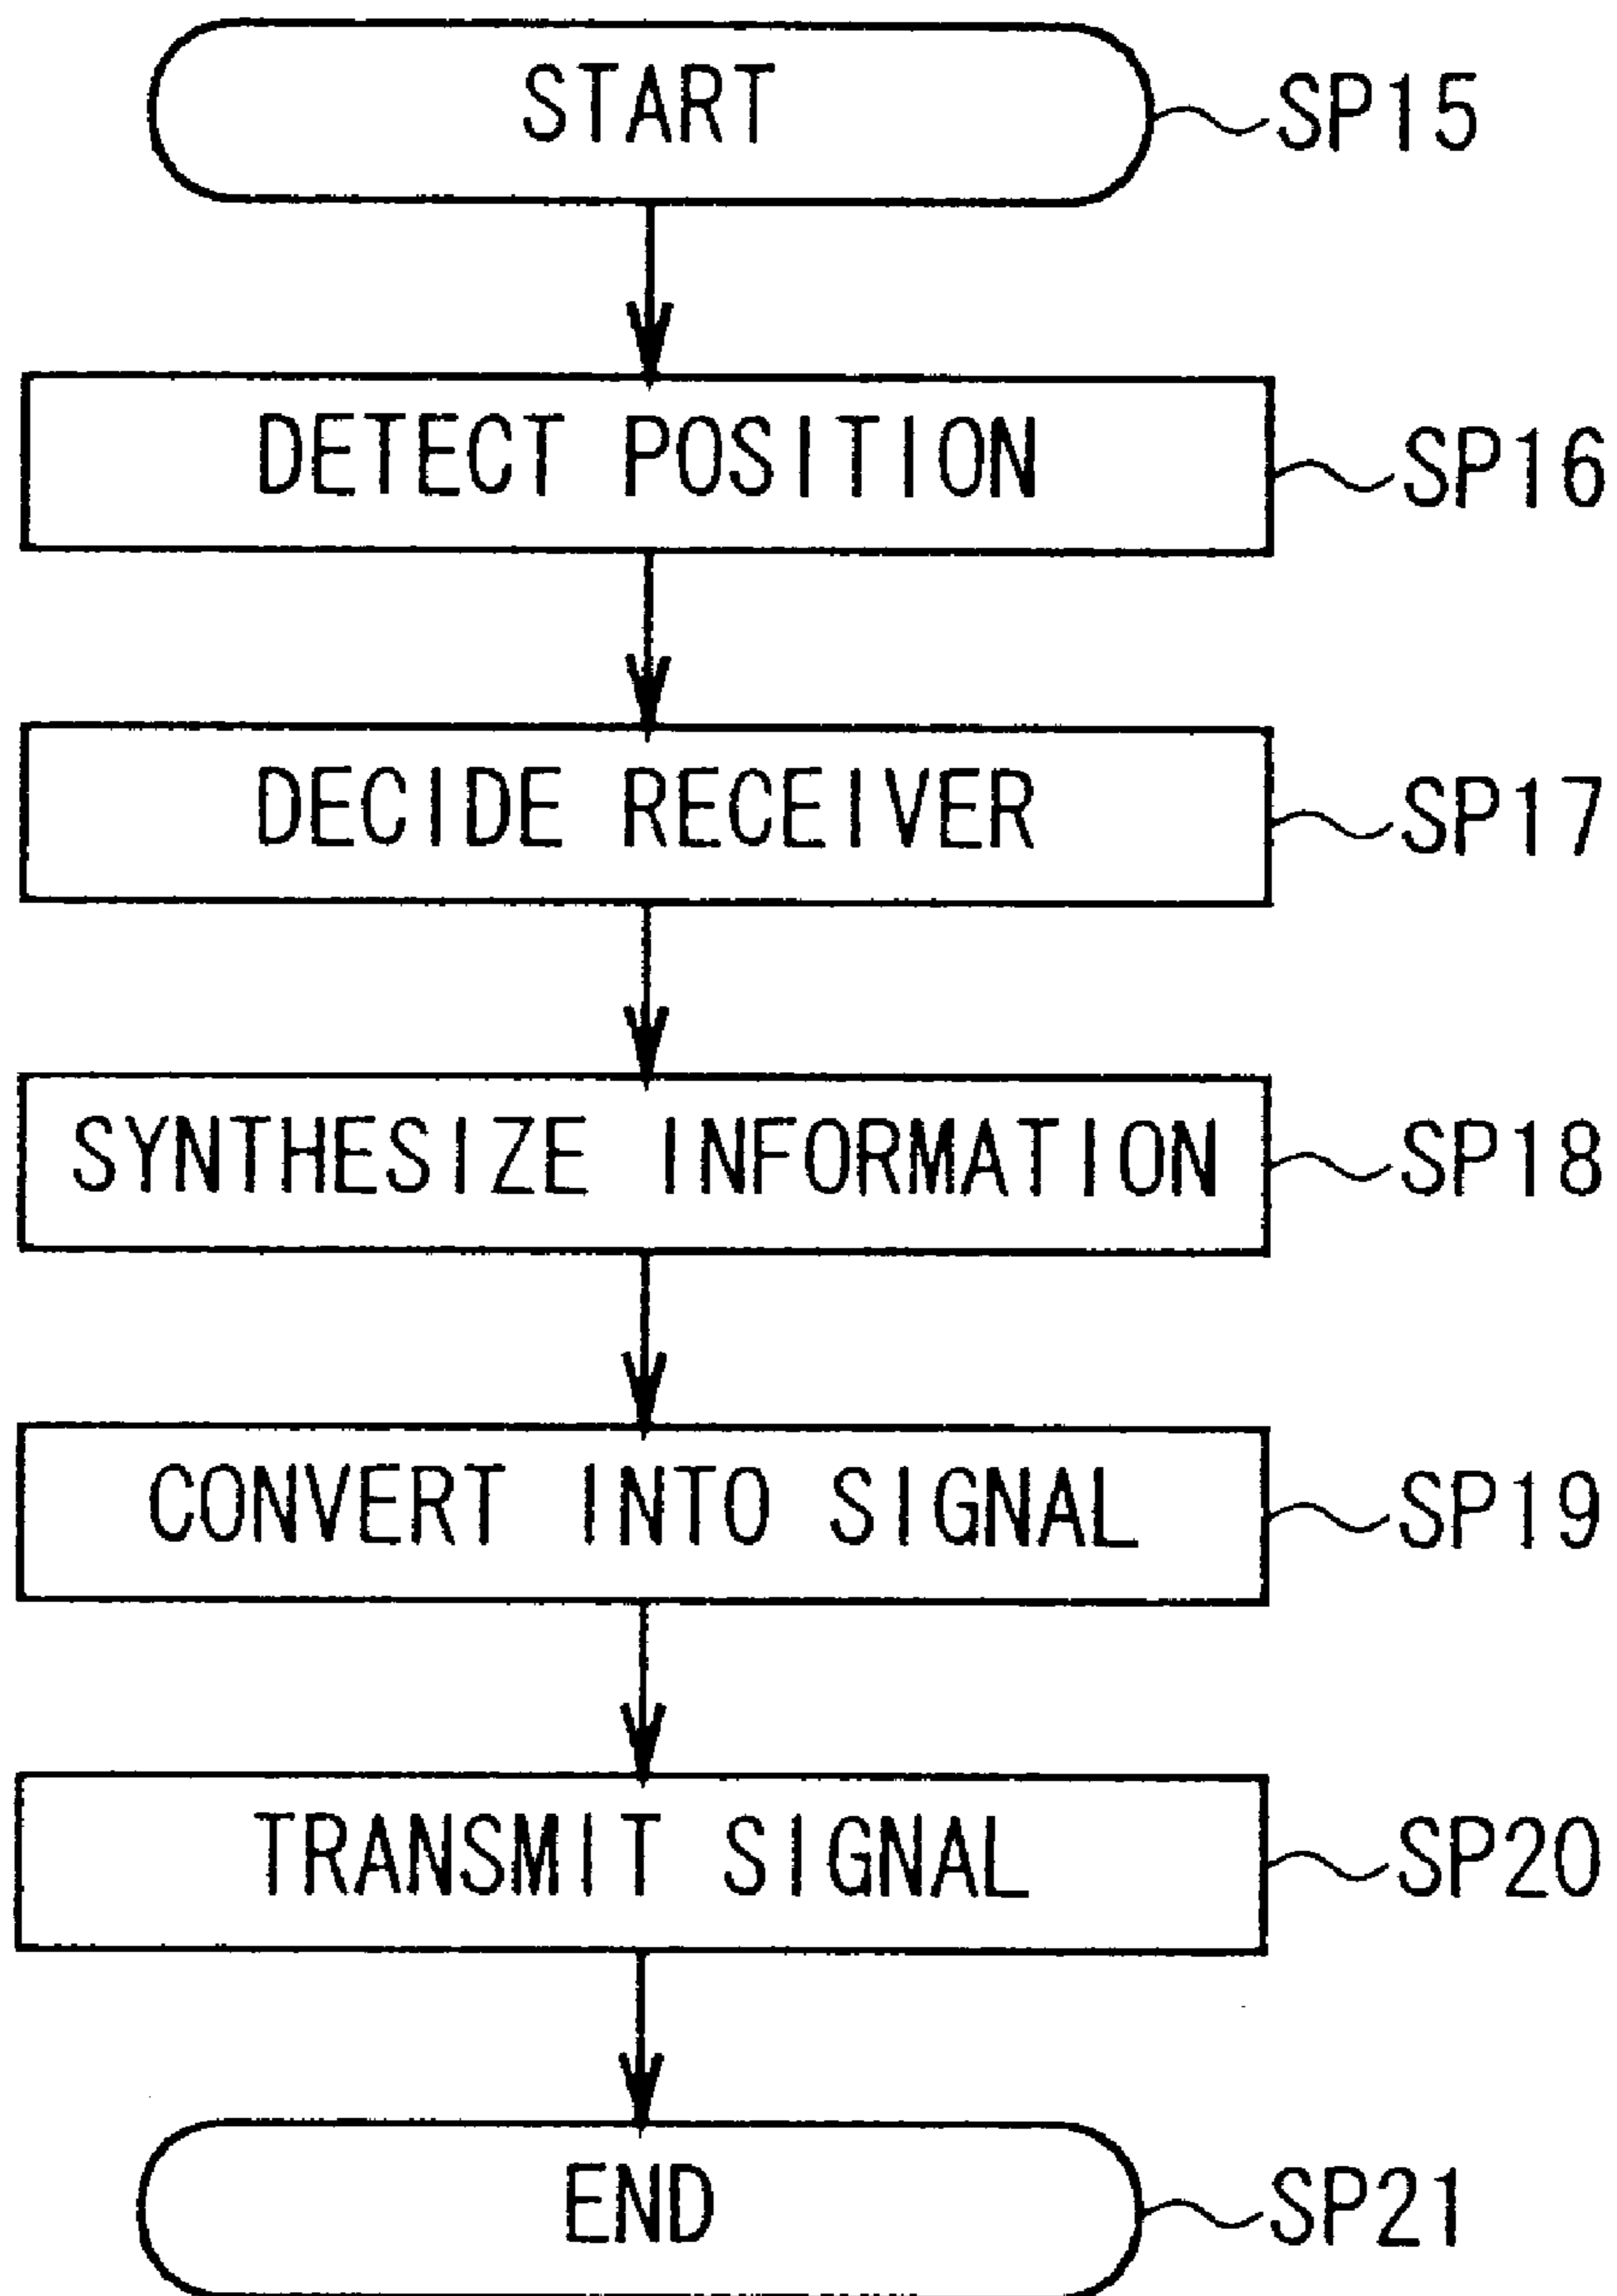 START SP15
DETECT POSITION SP16
DECIDE RECEIVER SP17
SYNTHESIZE INFORMATION SP18
CONVERT INTO SIGNAL SP19
TRANSMIT SIGNAL SP20
END SP21